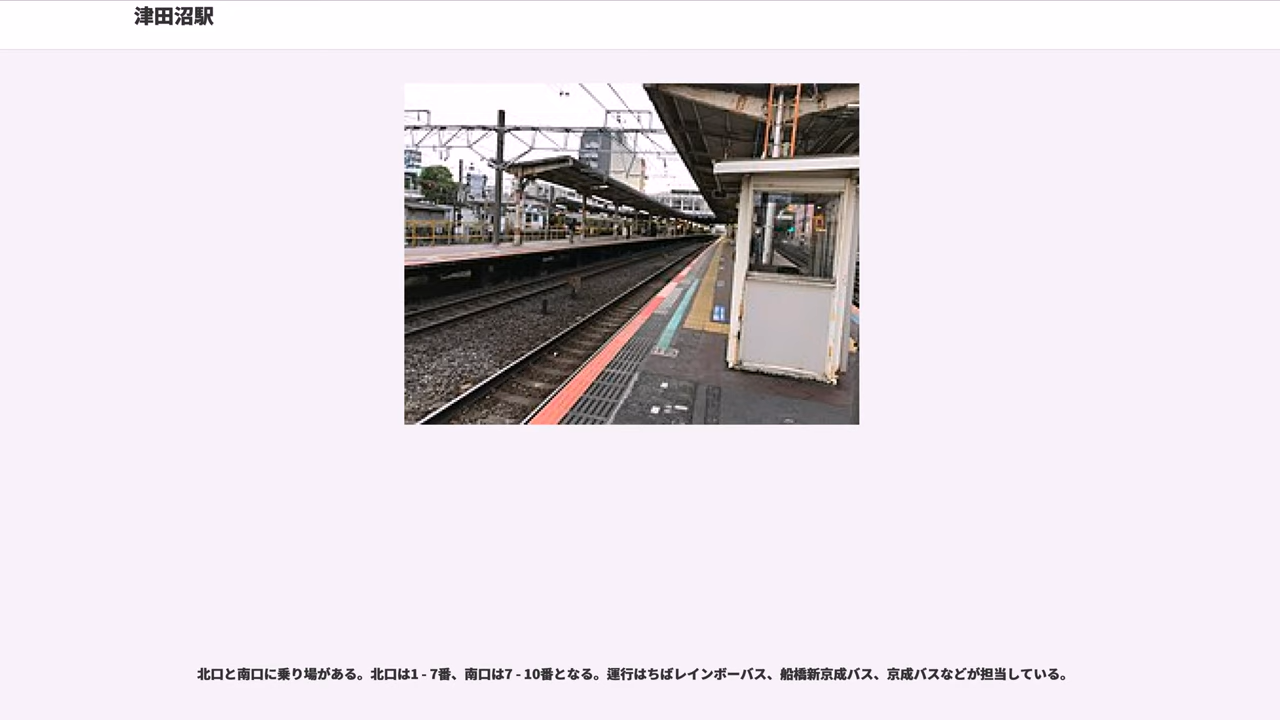 津田沼駅
北口と南口に乗り場がある。北口は1 - 7番、南口は7 - 10番となる。運行はちばレインボーバス、船橋新京成バス、京成バスなどが担当している。